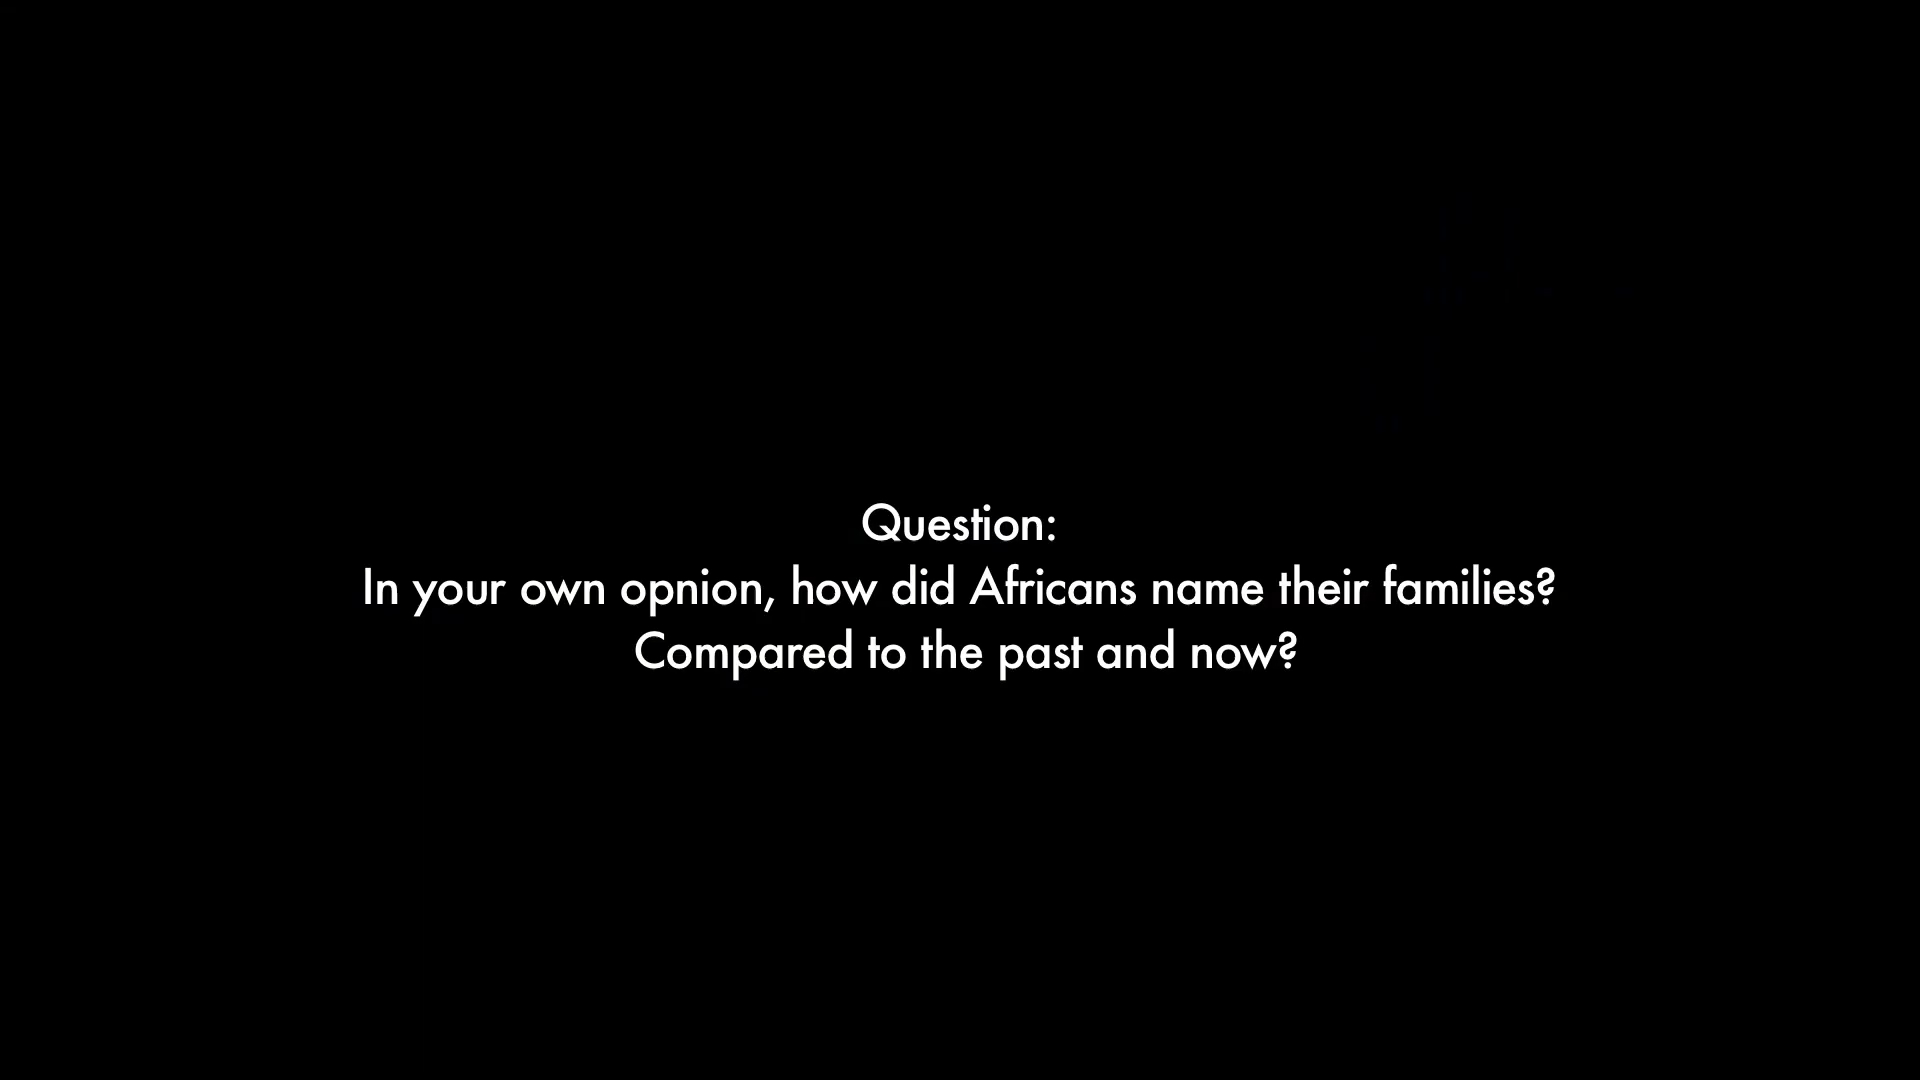 Question:
In your own opnion, how did Africans name their families?
Compared to the past and now?